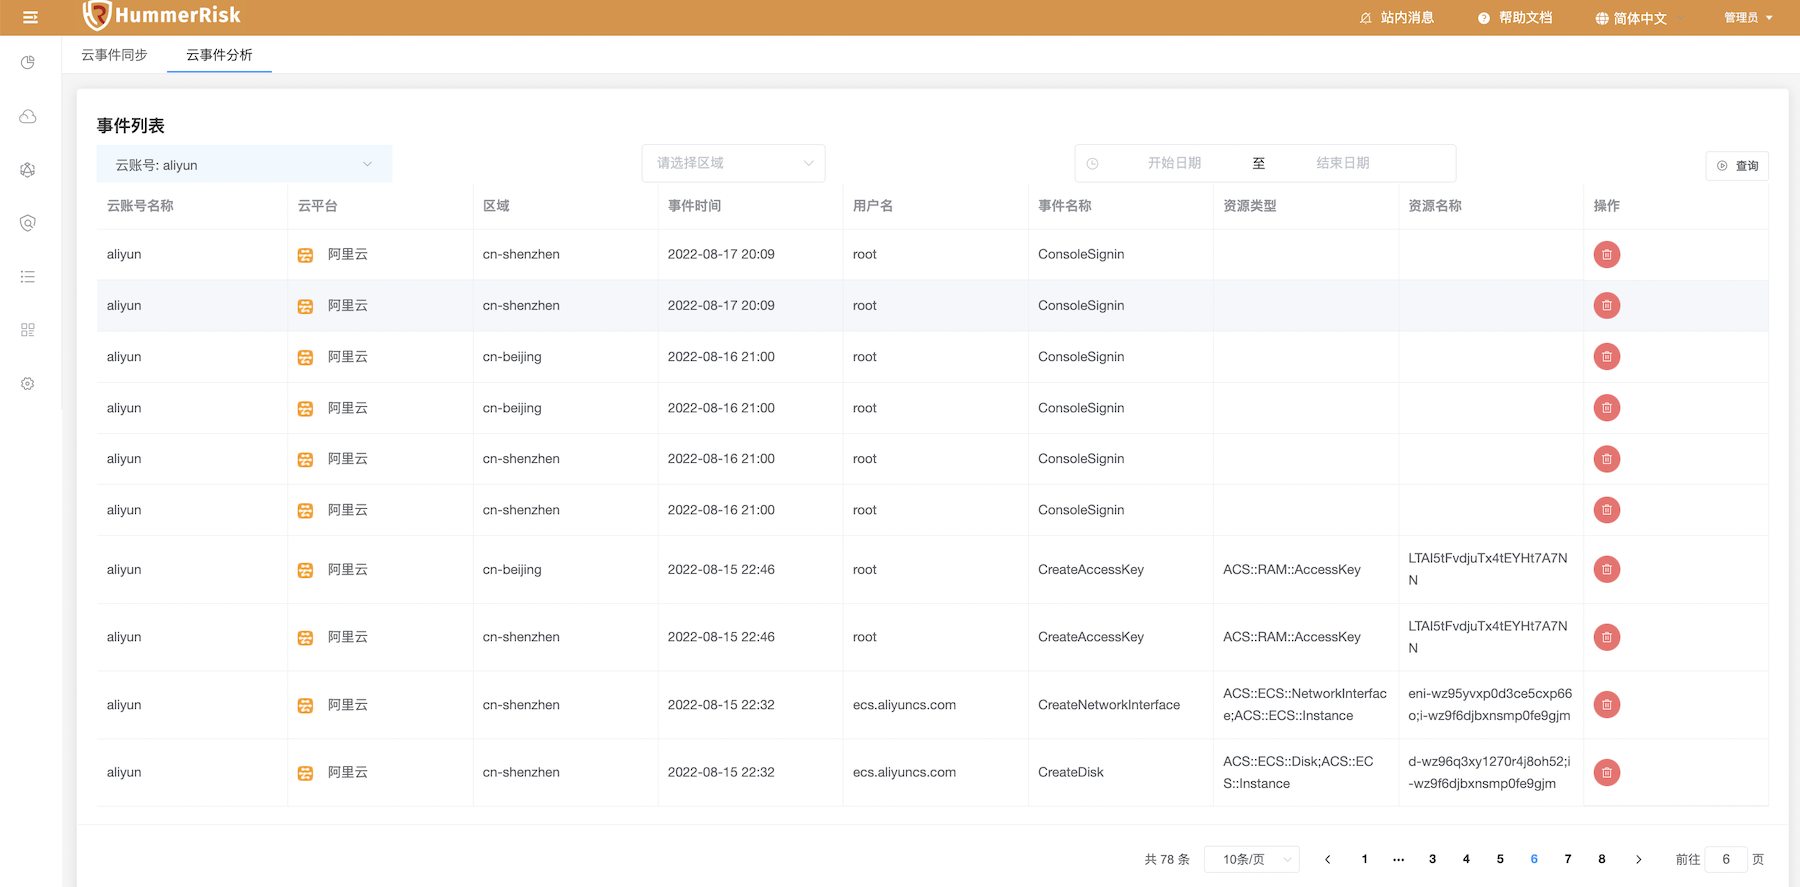 HummerRisk
站内消息
帮助文档
简体中文
管理员
云事件同步
云事件分析
事件列表
云账号: aliyun
请选择区域
开始日期 至 结束日期
查询
云账号名称 云平台 区域 事件时间 用户名 事件名称 资源类型 资源名称 操作
aliyun 阿里云 cn-shenzhen 2022-08-17 20:09 root ConsoleSignin
aliyun 阿里云 cn-shenzhen 2022-08-17 20:09 root ConsoleSignin
aliyun 阿里云 cn-beijing 2022-08-16 21:00 root ConsoleSignin
aliyun 阿里云 cn-beijing 2022-08-16 21:00 root ConsoleSignin
aliyun 阿里云 cn-shenzhen 2022-08-16 21:00 root ConsoleSignin
aliyun 阿里云 cn-shenzhen 2022-08-16 21:00 root ConsoleSignin
aliyun 阿里云 cn-beijing 2022-08-15 22:46 root CreateAccessKey ACS::RAM::AccessKey LTAI5tFvdjuTx4tEYHt7A7N
N
aliyun 阿里云 cn-shenzhen 2022-08-15 22:46 root CreateAccessKey ACS::RAM::AccessKey LTAI5tFvdjuTx4tEYHt7A7N
N
aliyun 阿里云 cn-shenzhen 2022-08-15 22:32 ecs.aliyuncs.com CreateNetworkInterface ACS::ECS::NetworkInterfac eni-wz95yvxp0d3ce5cxp66
e;ACS::ECS::Instance o;i-wz9f6djbxnsmp0fe9gjm
aliyun 阿里云 cn-shenzhen 2022-08-15 22:32 ecs.aliyuncs.com CreateDisk ACS::ECS::Disk;ACS::EC d-wz96q3xy1270r4j8oh52;i
S::Instance -wz9f6djbxnsmp0fe9gjm
共 78 条 10条/页 1 ··· 3 4 5 6 7 8 前往 6 页